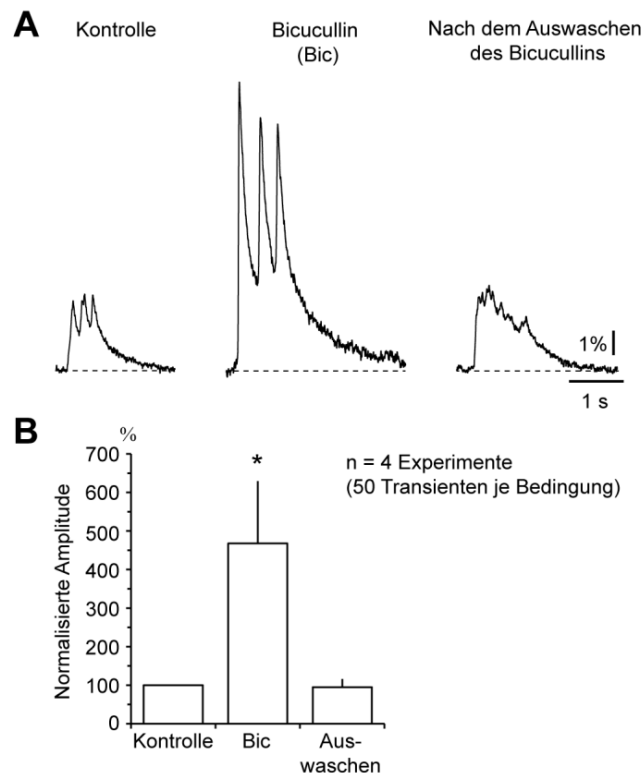 A
Kontrolle
Bicucullin
(Bic)
Nach dem Auswaschen
des Bicucullins
1%
1 s
B
%
700
600
500
400
300
200
100
0
Normalisierte Amplitude
*
n = 4 Experimente
(50 Transienten je Bedingung)
Kontrolle
Bic
Aus-
waschen